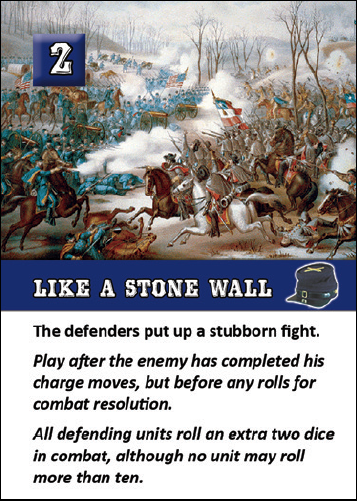 2
LIKE A STONE WALL
The defenders put up a stubborn fight.
Play after the enemy has completed his
charge moves, but before any rolls for
combat resolution.
All defending units roll an extra two dice
in combat, although no unit may roll
more than ten.